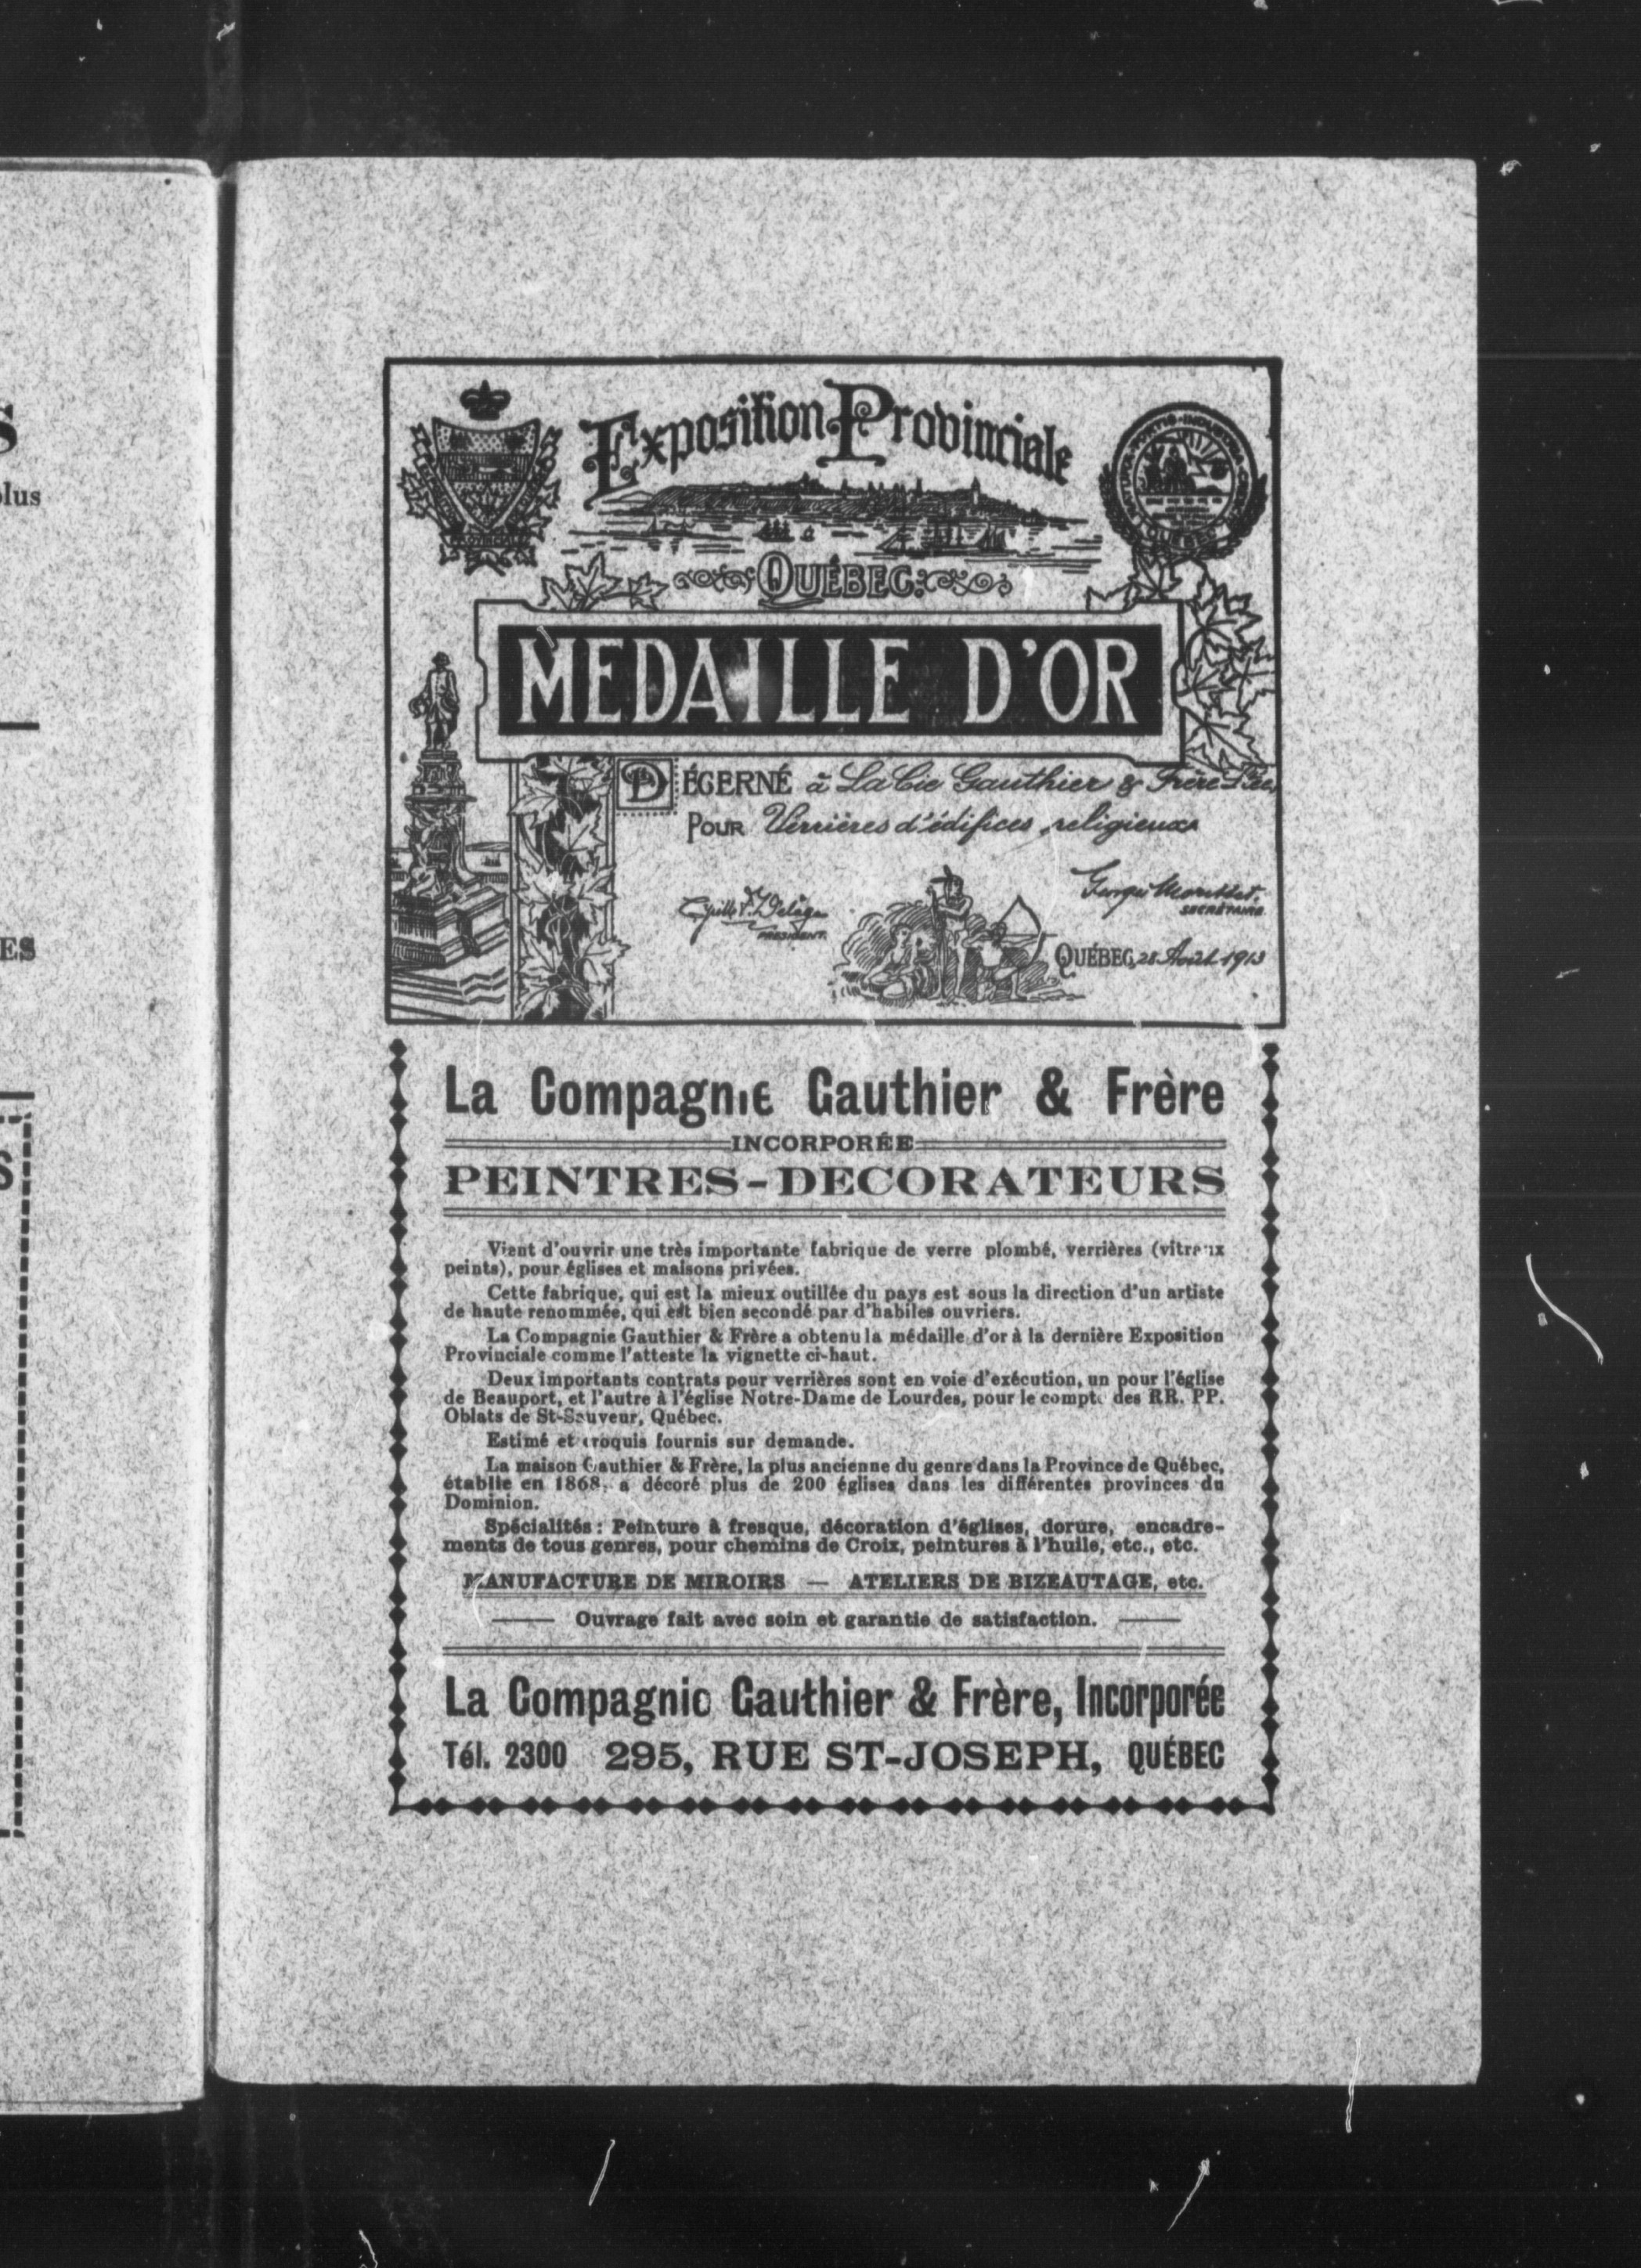 S
plus
ES
S
Exposition Provinciale
à
QUÉBEC
MEDAILLE D'OR
DÉCERNÉ à La Cie Gauthier & Frère
POUR Verrières d'édifices religieux
PRESIDENT.
SECRÉTAIRE
QUÉBEC, 28 Août 1913
La Compagnie Gauthier & Frère
INCORPORÉE
PEINTRES-DECORATEURS
Vient d'ouvrir une très importante fabrique de verre plombé, verrières (vitraux
peints), pour églises et maisons privées.
Cette fabrique, qui est la mieux outillée du pays est sous la direction d'un artiste
de haute renommée, qui est bien secondé par d'habiles ouvriers.
La Compagnie Gauthier & Frère a obtenu la médaille d'or à la dernière Exposition
Provinciale comme l'atteste la vignette ci-haut.
Deux importants contrats pour verrières sont en voie d'exécution, un pour l'église
de Beauport, et l'autre à l'église Notre-Dame de Lourdes, pour le compte des RR. PP.
Oblats de St-Sauveur, Québec.
Estimé et croquis fournis sur demande.
La maison Gauthier & Frère, la plus ancienne du genre dans la Province de Québec,
établie en 1868, a décoré plus de 200 églises dans les différentes provinces du
Dominion.
Spécialités : Peinture à fresque, décoration d'églises, dorure, encadre-
ments de tous genres, pour chemins de Croix, peintures à l'huile, etc., etc.
MANUFACTURE DE MIROIRS — ATELIERS DE BIZEAUTAGE, etc.
Ouvrage fait avec soin et garantie de satisfaction.
La Compagnie Gauthier & Frère, Incorporée
Tél. 2300 295, RUE ST-JOSEPH, QUÉBEC